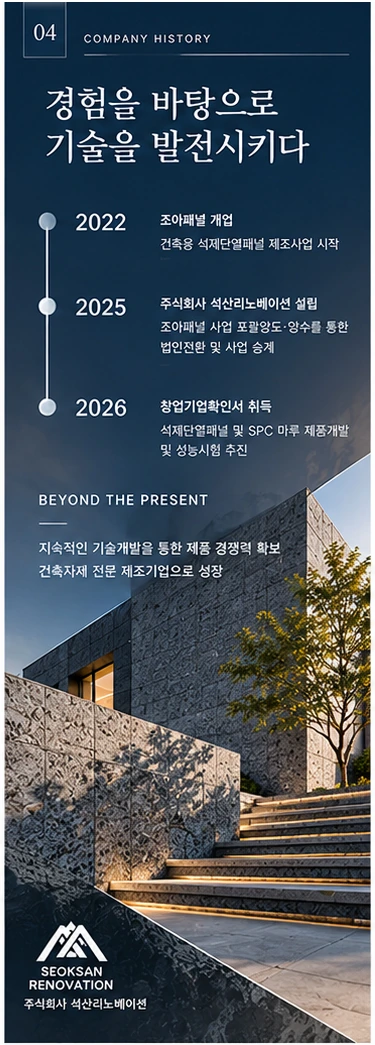 04
COMPANY HISTORY
경험을 바탕으로
기술을 발전시키다
2022
조아패널 개업
건축용 석제단열패널 제조사업 시작
2025
주식회사 석산리노베이션 설립
조아패널 사업 포괄양도·양수를 통한
법인전환 및 사업 승계
2026
창업기업확인서 취득
석제단열패널 및 SPC 마루 제품개발
및 성능시험 추진
BEYOND THE PRESENT
지속적인 기술개발을 통한 제품 경쟁력 확보
건축자제 전문 제조기업으로 성장
SEOKSAN
RENOVATION
주식회사 석산리노베이션